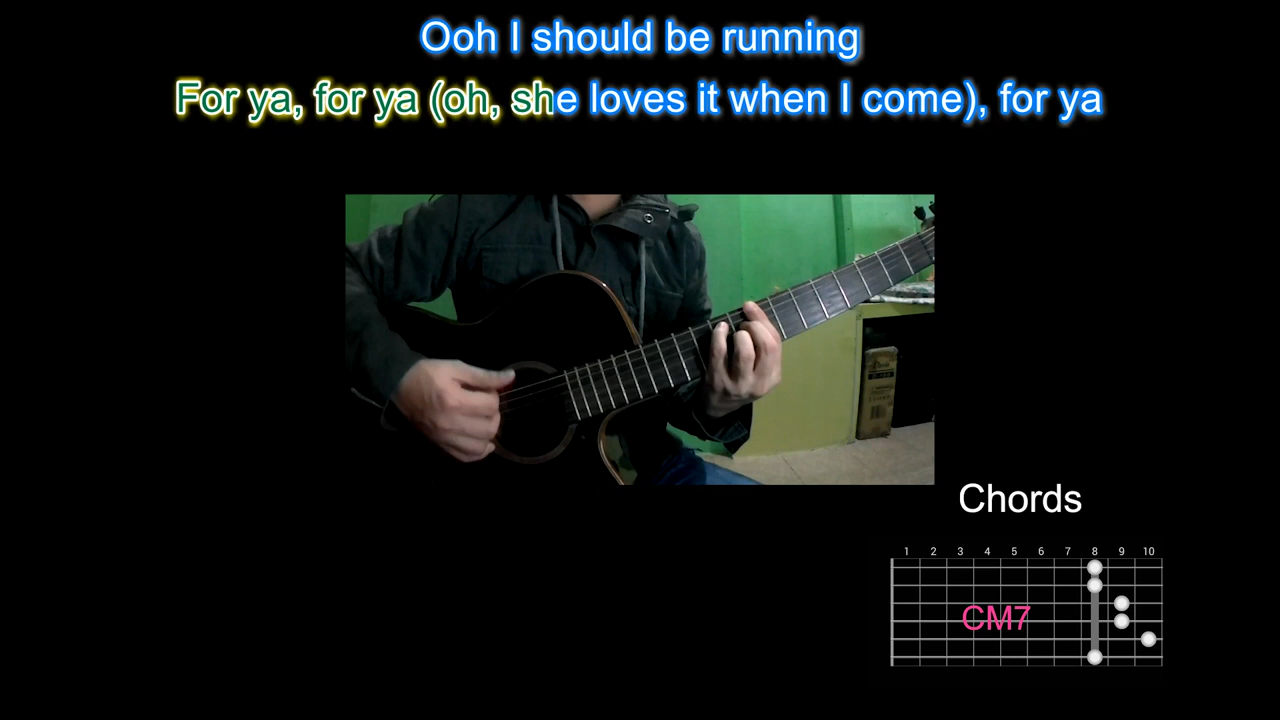 Ooh I should be running
For ya, for ya (oh, she loves it when I come), for ya
Chords
1 2 3 4 5 6 7 8 9 10
CM7